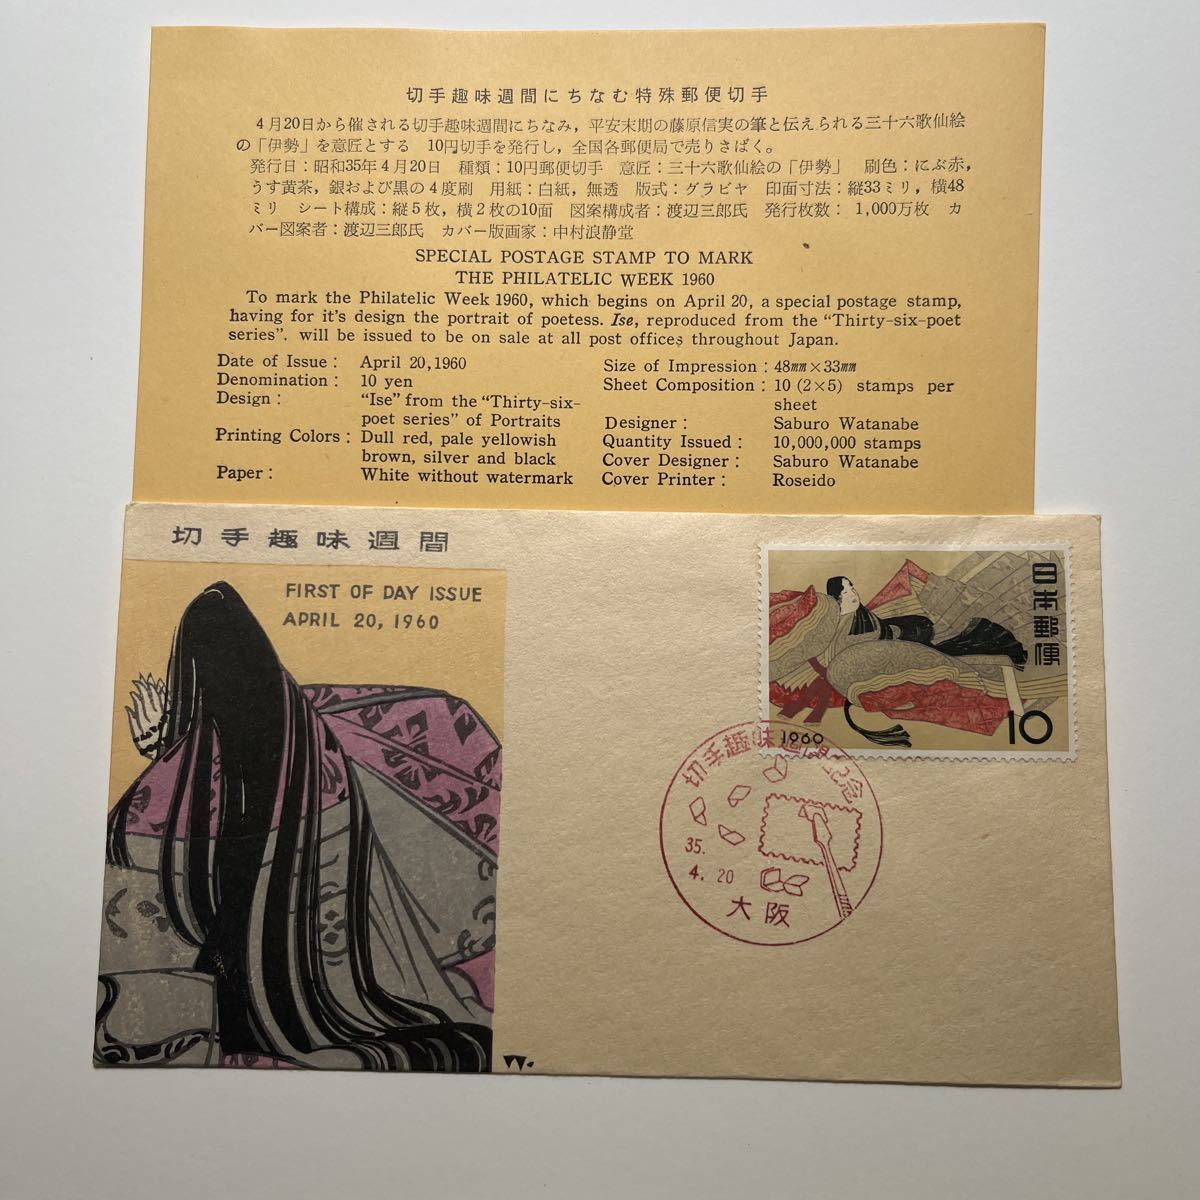 切手趣味週間にちなむ特殊郵便切手
4月20日から催される切手趣味週間にちなみ，平安末期の藤原信実の筆と伝えられる三十六歌仙絵
の「伊勢」を意匠とする 10円切手を発行し，全国各郵便局で売りさばく。
発行日：昭和35年4月20日 種類：10円郵便切手 意匠：三十六歌仙絵の「伊勢」 刷色：にぶ赤，
うす黄茶，銀および黒の4度刷 用紙：白紙，無透 版式：グラビヤ 印面寸法：縦33ミリ，横48
ミリ シート構成：縦5枚，横2枚の10面 図案構成者：渡辺三郎氏 発行枚数：1,000万枚 カ
バー図案者：渡辺三郎氏 カバー版画家：中村浪静堂
SPECIAL POSTAGE STAMP TO MARK
THE PHILATELIC WEEK 1960
To mark the Philatelic Week 1960, which begins on April 20, a special postage stamp,
having for it's design the portrait of poetess. Ise, reproduced from the “Thirty-six-poet
series”. will be issued to be on sale at all post offices throughout Japan.
Date of Issue : April 20,1960
Denomination : 10 yen
Design : “Ise” from the “Thirty-six-
poet series” of Portraits
Printing Colors : Dull red, pale yellowish
brown, silver and black
Paper : White without watermark
Size of Impression : 48㎜×33㎜
Sheet Composition : 10 (2×5) stamps per
sheet
Designer : Saburo Watanabe
Quantity Issued : 10,000,000 stamps
Cover Designer : Saburo Watanabe
Cover Printer : Roseido
切手趣味週間
FIRST OF DAY ISSUE
APRIL 20, 1960
日本郵便
10
1960
切手趣味週間記念
35.
4. 20
大阪
W.